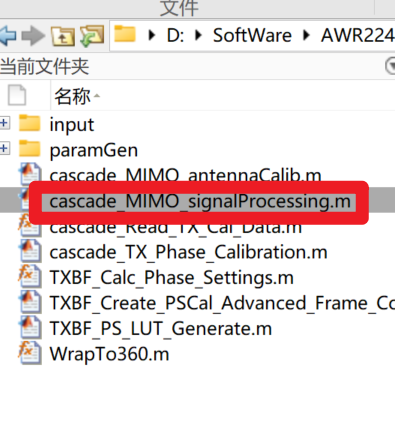 文件
D: SoftWare AWR224
当前文件夹
名称
input
paramGen
cascade_MIMO_antennaCalib.m
cascade_MIMO_signalProcessing.m
cascade_Read_TX_Cal_Data.m
cascade_TX_Phase_Calibration.m
TXBF_Calc_Phase_Settings.m
TXBF_Create_PSCal_Advanced_Frame_Co
TXBF_PS_LUT_Generate.m
WrapTo360.m